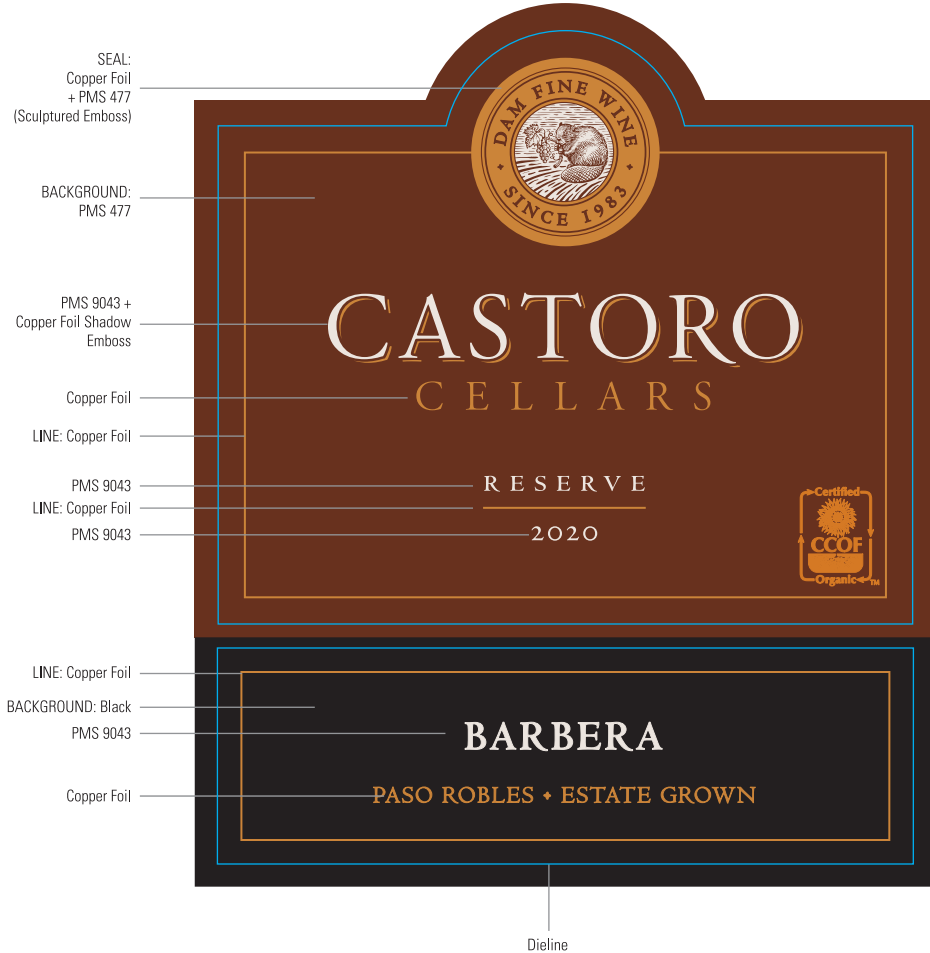 SEAL:
Copper Foil
+ PMS 477
(Sculptured Emboss)
DAM FINE WINE
SINCE 1983
BACKGROUND:
PMS 477
PMS 9043 +
Copper Foil Shadow
Emboss
CASTORO
Copper Foil
CELLARS
LINE: Copper Foil
PMS 9043
RESERVE
LINE: Copper Foil
PMS 9043
2020
Certified
CCOF
Organic TM
LINE: Copper Foil
BACKGROUND: Black
PMS 9043
BARBERA
Copper Foil
PASO ROBLES • ESTATE GROWN
Dieline